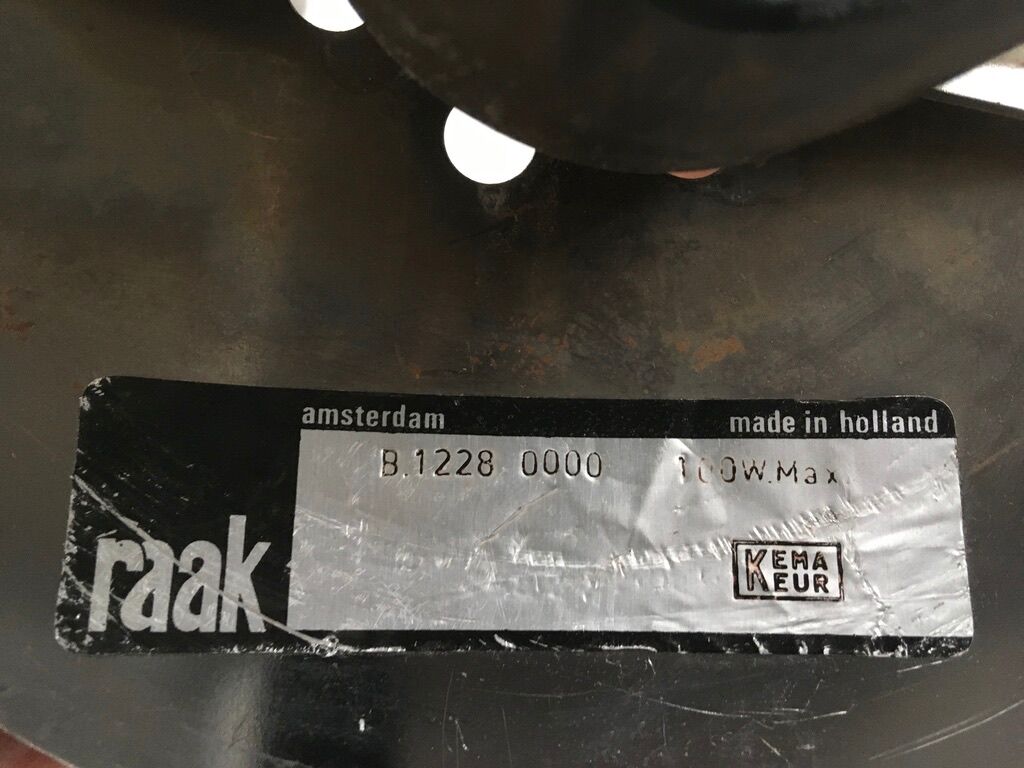 amsterdam made in holland
B.1228 0000 100W.Max.
raak
KEMA
KEUR